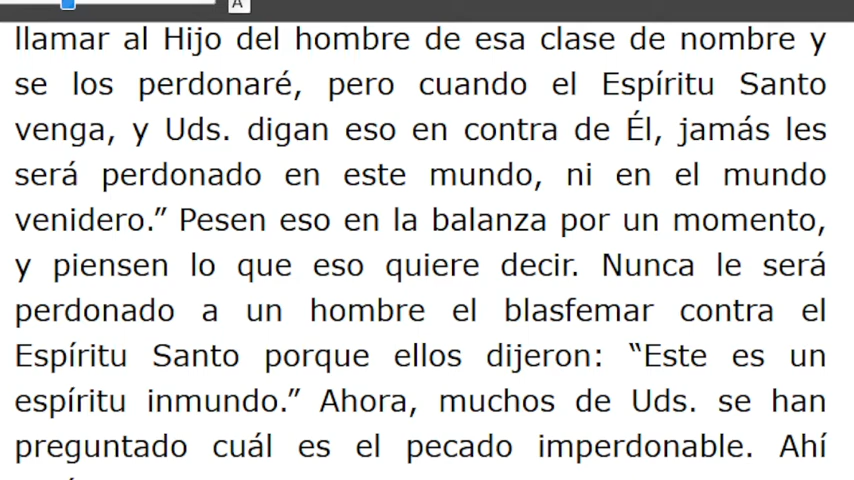 A
llamar al Hijo del hombre de esa clase de nombre y
se los perdonaré, pero cuando el Espíritu Santo
venga, y Uds. digan eso en contra de Él, jamás les
será perdonado en este mundo, ni en el mundo
venidero.” Pesen eso en la balanza por un momento,
y piensen lo que eso quiere decir. Nunca le será
perdonado a un hombre el blasfemar contra el
Espíritu Santo porque ellos dijeron: “Este es un
espíritu inmundo.” Ahora, muchos de Uds. se han
preguntado cuál es el pecado imperdonable. Ahí